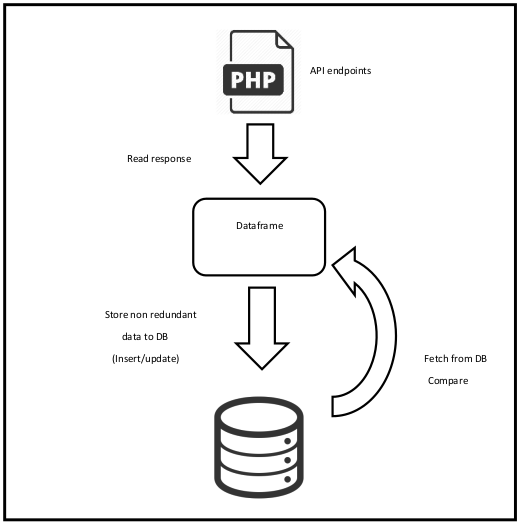 PHP
API endpoints
Read response
Dataframe
Store non redundant
data to DB
(Insert/update)
Fetch from DB
Compare